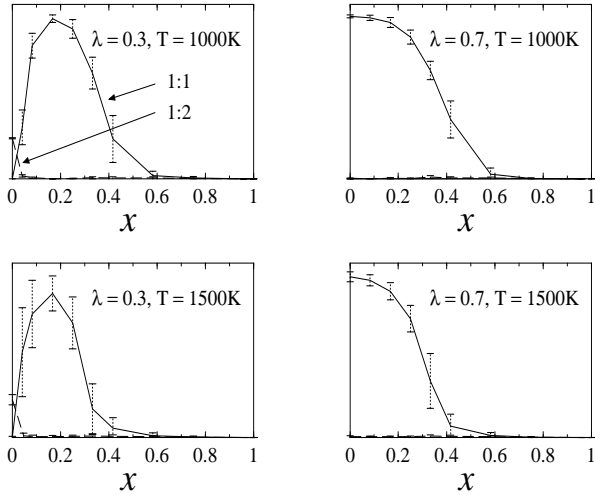 λ = 0.3, T = 1000K
1:1
1:2
0 0.2 0.4 0.6 0.8 1
x
λ = 0.7, T = 1000K
0 0.2 0.4 0.6 0.8 1
x
λ = 0.3, T = 1500K
0 0.2 0.4 0.6 0.8 1
x
λ = 0.7, T = 1500K
0 0.2 0.4 0.6 0.8 1
x